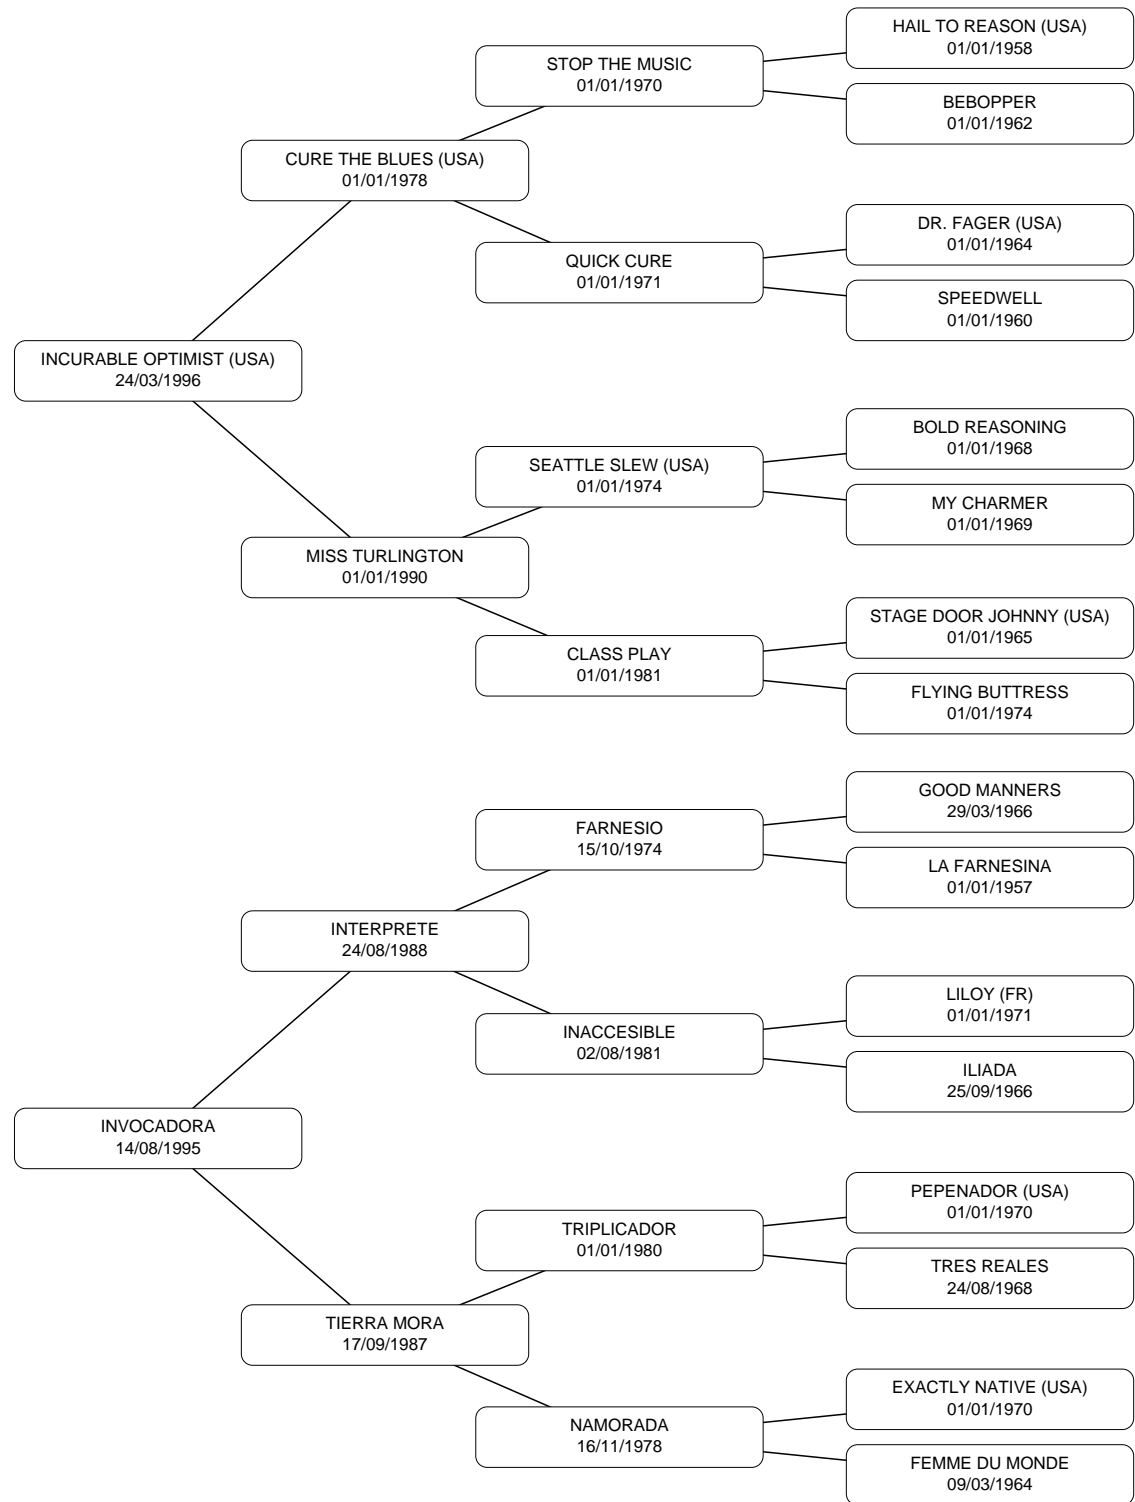 HAIL TO REASON (USA)
01/01/1958
STOP THE MUSIC
01/01/1970
BEBOPPER
01/01/1962
CURE THE BLUES (USA)
01/01/1978
DR. FAGER (USA)
01/01/1964
QUICK CURE
01/01/1971
SPEEDWELL
01/01/1960
INCURABLE OPTIMIST (USA)
24/03/1996
BOLD REASONING
01/01/1968
SEATTLE SLEW (USA)
01/01/1974
MY CHARMER
01/01/1969
MISS TURLINGTON
01/01/1990
STAGE DOOR JOHNNY (USA)
01/01/1965
CLASS PLAY
01/01/1981
FLYING BUTTRESS
01/01/1974
GOOD MANNERS
29/03/1966
FARNESIO
15/10/1974
LA FARNESINA
01/01/1957
INTERPRETE
24/08/1988
LILOY (FR)
01/01/1971
INACCESIBLE
02/08/1981
ILIADA
25/09/1966
INVOCADORA
14/08/1995
PEPENADOR (USA)
01/01/1970
TRIPLICADOR
01/01/1980
TRES REALES
24/08/1968
TIERRA MORA
17/09/1987
EXACTLY NATIVE (USA)
01/01/1970
NAMORADA
16/11/1978
FEMME DU MONDE
09/03/1964